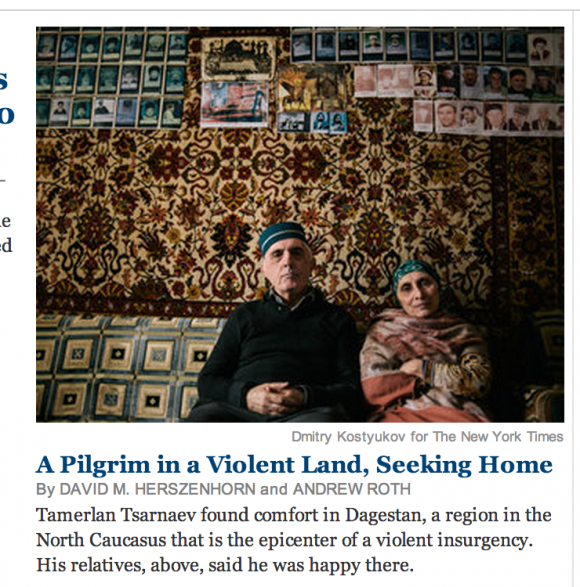 s
o
e
ed
Dmitry Kostyukov for The New York Times
A Pilgrim in a Violent Land, Seeking Home
By DAVID M. HERSZENHORN and ANDREW ROTH
Tamerlan Tsarnaev found comfort in Dagestan, a region in the
North Caucasus that is the epicenter of a violent insurgency.
His relatives, above, said he was happy there.